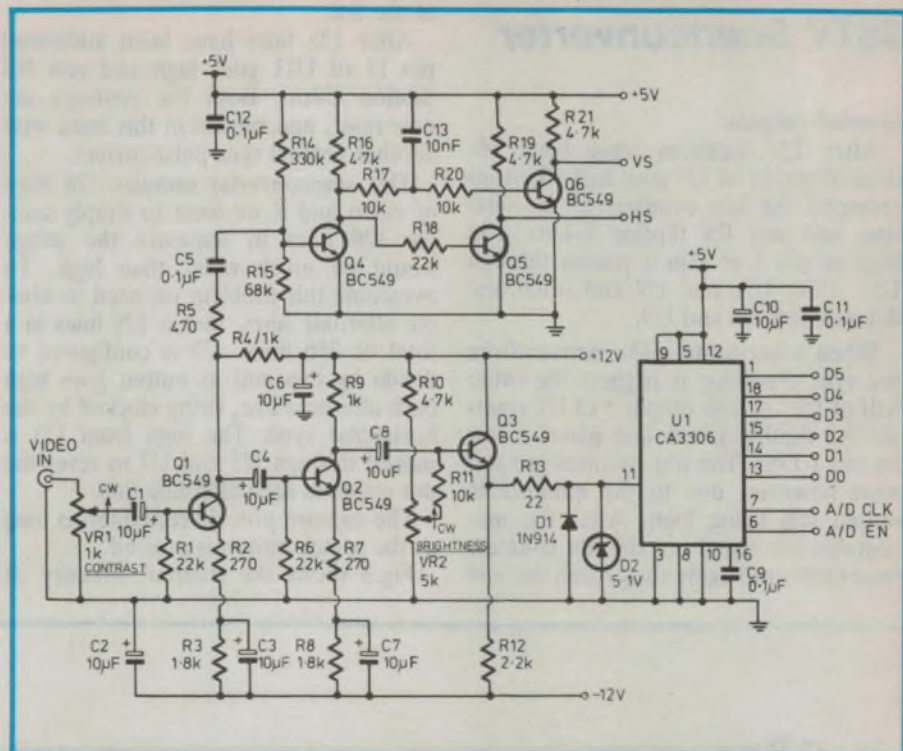 +5V
C12
0·1µF
R14
330k
R16
4·7k
C13
10nF
R19
4·7k
R21
4·7k
+5V
VS
R17
10k
R20
10k
Q6
BC549
HS
C5
0·1µF
R15
68k
Q4
BC549
R18
22k
Q5
BC549
R5
470
R4/1k
+12V
+5V
C10
10µF
C11
0·1µF
C6
10µF
R9
1k
R10
4·7k
9 5 12
VIDEO
IN
CW
VR1
1k
CONTRAST
C1
10µF
Q1
BC549
C4
10µF
Q2
BC549
C8
10µF
Q3
BC549
R13
22
11
U1
CA3306
1 D5
18 D4
17 D3
15 D2
14 D1
13 D0
7 A/D CLK
6 A/D EN
R1
22k
R2
270
R6
22k
R7
270
R11
10k
CW
BRIGHTNESS
VR2
5k
D1
1N914
D2
5·1V
3 8 10 16
C9
0·1µF
C2
10µF
R3
1·8k
C3
10µF
R8
1·8k
C7
10µF
R12
2·2k
-12V